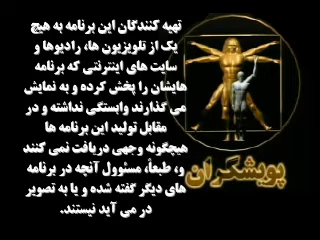 تهیه کنندگان این برنامه به هیچ
یک از تلویزیون ها، رادیوها و
سایت های اینترنتی که برنامه
هایشان را پخش کرده و به نمایش
می گذارند وابستگی نداشته و در
مقابل تولید این برنامه ها
هیچگونه وجهی دریافت نمی کنند
و، طبعاً، مسئوول آنچه در برنامه
های دیگر گفته شده و یا به تصویر
در می آید نیستند.
پویشگران